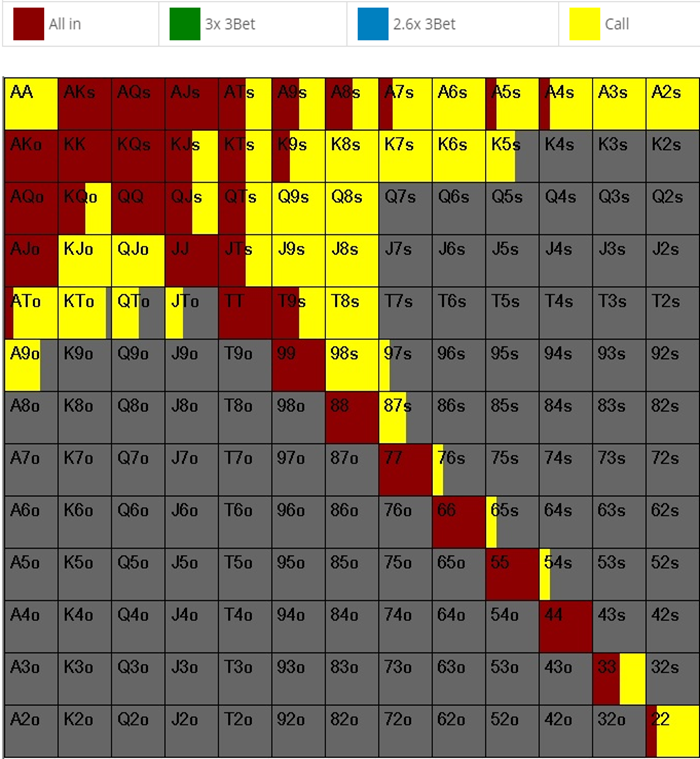 All in 3x 3Bet 2.6x 3Bet Call
AA AKs AQs AJs ATs A9s A8s A7s A6s A5s A4s A3s A2s
AKo KK KQs KJs KTs K9s K8s K7s K6s K5s K4s K3s K2s
AQo KQo QQ QJs QTs Q9s Q8s Q7s Q6s Q5s Q4s Q3s Q2s
AJo KJo QJo JJ JTs J9s J8s J7s J6s J5s J4s J3s J2s
ATo KTo QTo JTo TT T9s T8s T7s T6s T5s T4s T3s T2s
A9o K9o Q9o J9o T9o 99 98s 97s 96s 95s 94s 93s 92s
A8o K8o Q8o J8o T8o 98o 88 87s 86s 85s 84s 83s 82s
A7o K7o Q7o J7o T7o 97o 87o 77 76s 75s 74s 73s 72s
A6o K6o Q6o J6o T6o 96o 86o 76o 66 65s 64s 63s 62s
A5o K5o Q5o J5o T5o 95o 85o 75o 65o 55 54s 53s 52s
A4o K4o Q4o J4o T4o 94o 84o 74o 64o 54o 44 43s 42s
A3o K3o Q3o J3o T3o 93o 83o 73o 63o 53o 43o 33 32s
A2o K2o Q2o J2o T2o 92o 82o 72o 62o 52o 42o 32o 22